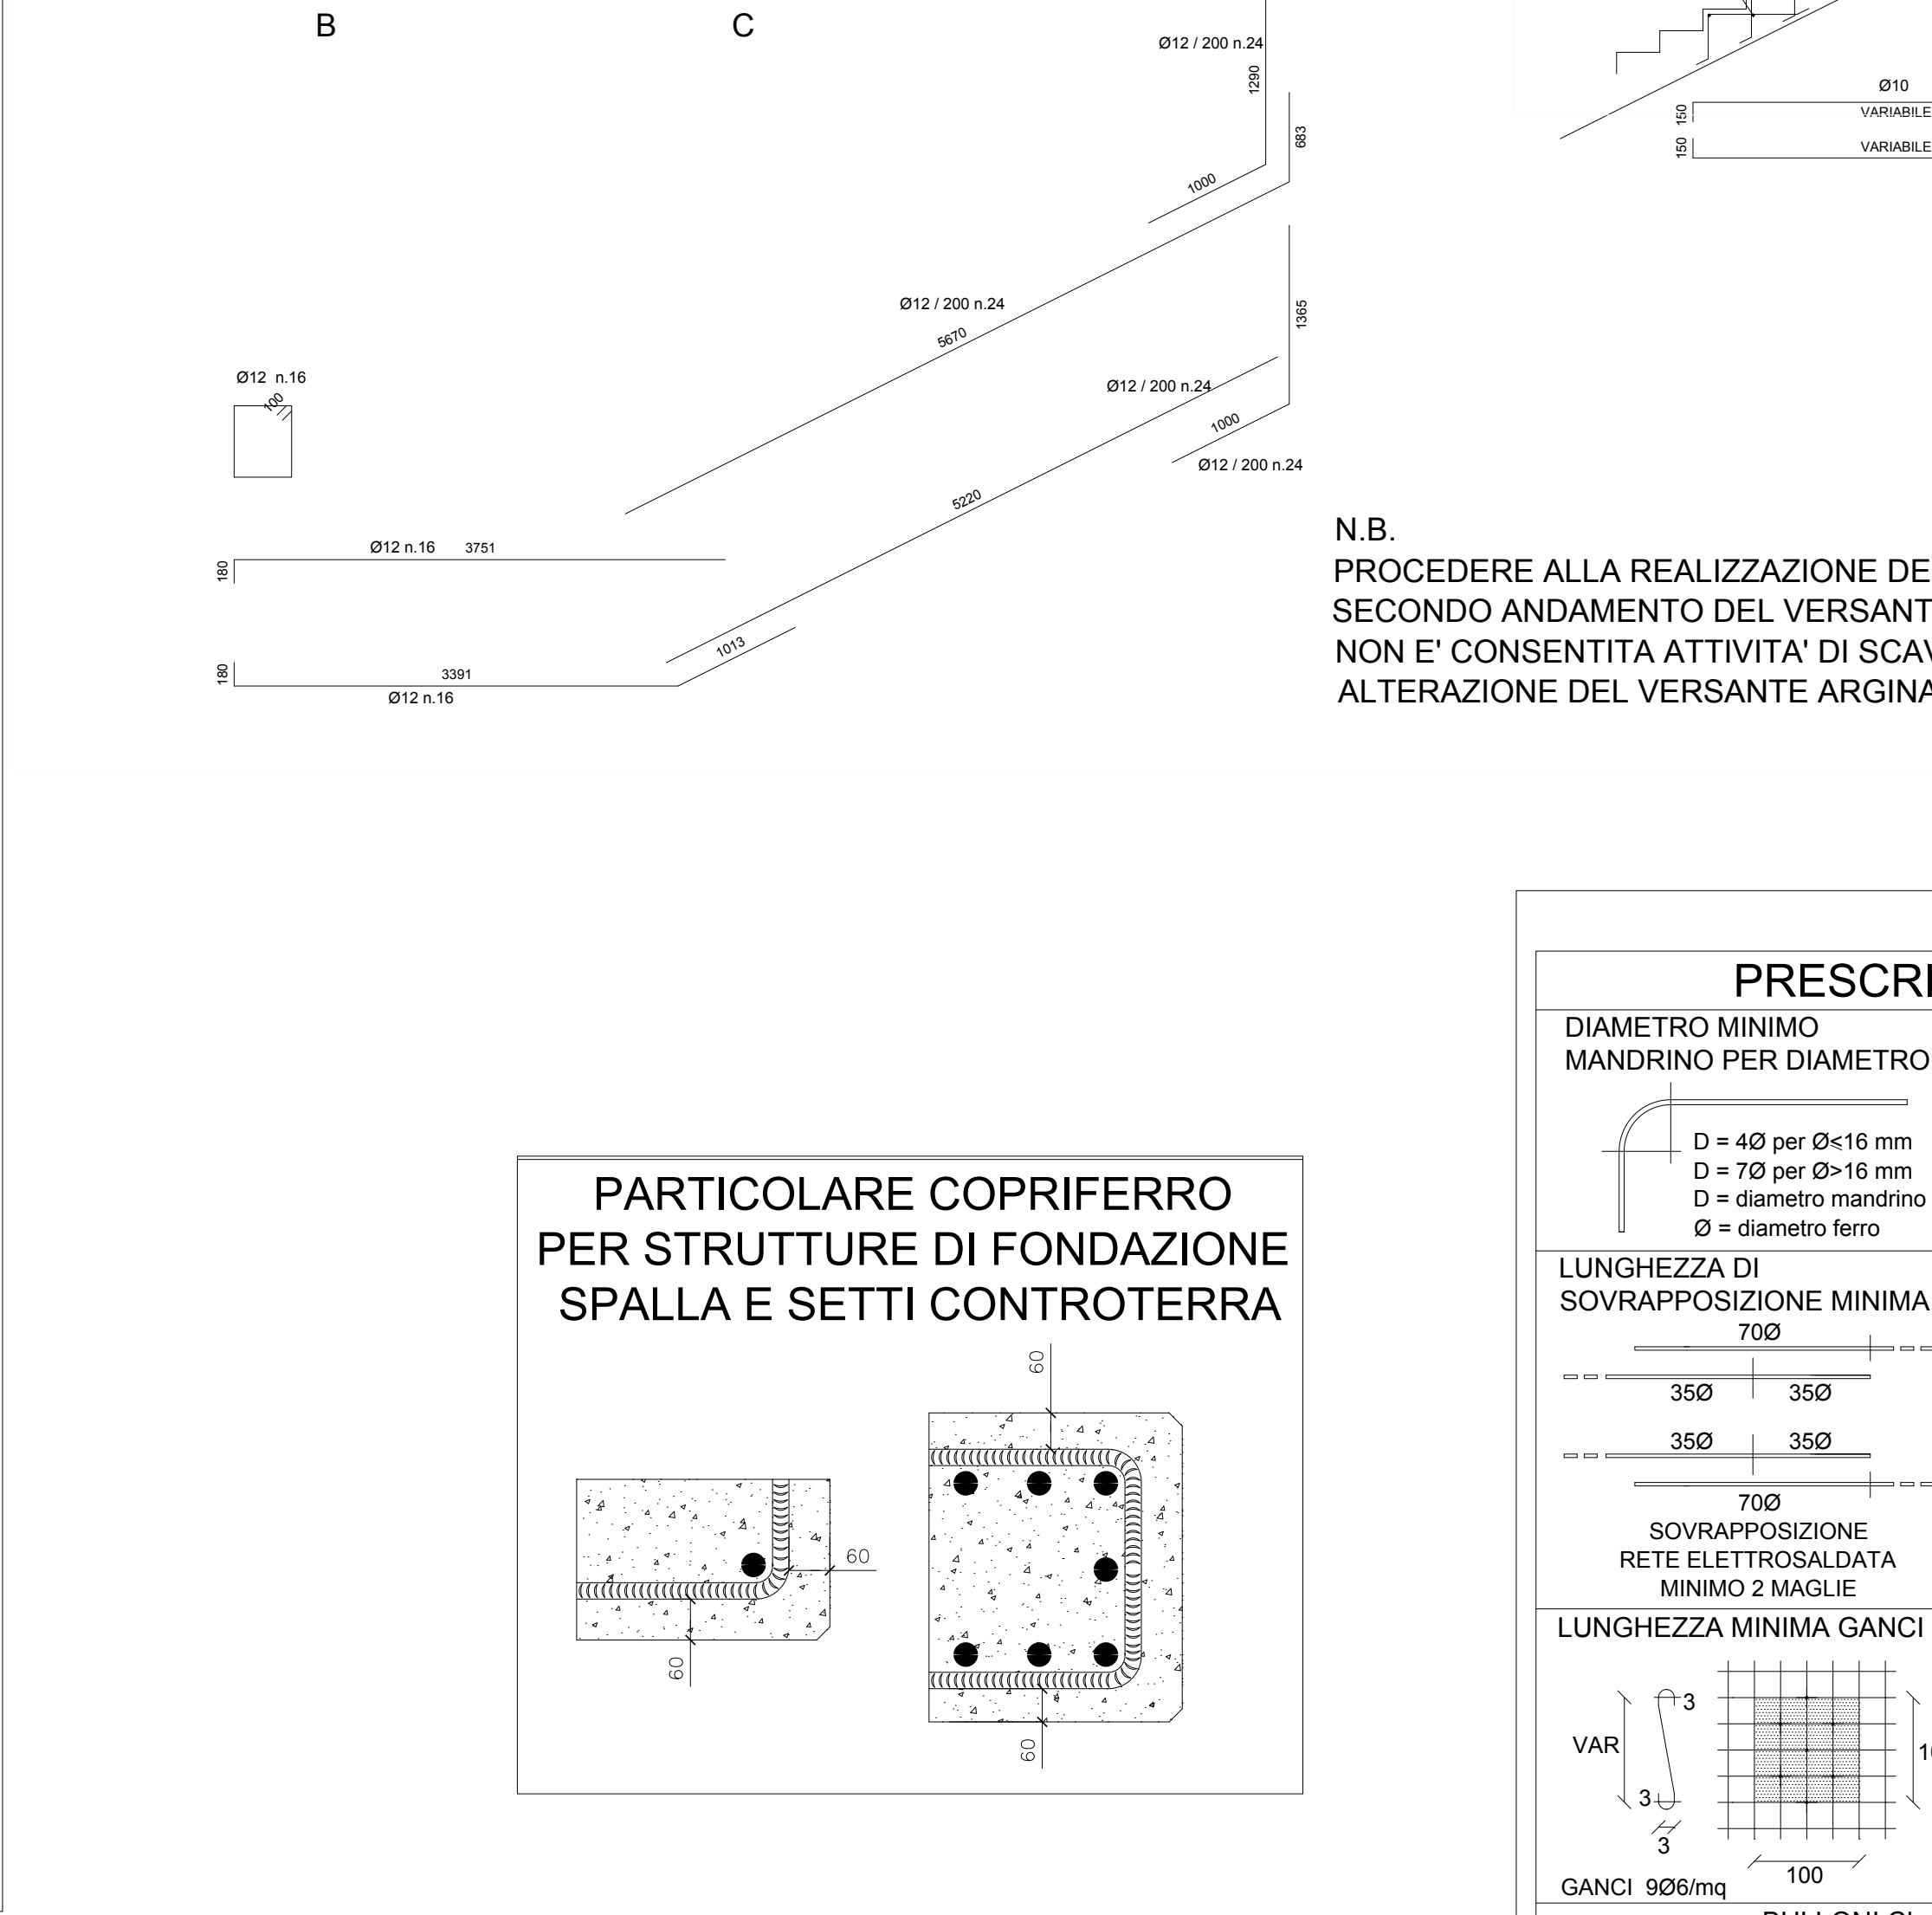 B
C
Ø12 / 200 n.24
1290
683
1000
Ø12 / 200 n.24
5670
1365
Ø12 / 200 n.24
1000
Ø12 / 200 n.24
5220
Ø12 n.16
100
Ø12 n.16 3751
180
1013
180
3391
Ø12 n.16
Ø10
150
VARIABILE
150
VARIABILE
N.B.
PROCEDERE ALLA REALIZZAZIONE DE
SECONDO ANDAMENTO DEL VERSANT
NON E' CONSENTITA ATTIVITA' DI SCAV
ALTERAZIONE DEL VERSANTE ARGINA
PARTICOLARE COPRIFERRO
PER STRUTTURE DI FONDAZIONE
SPALLA E SETTI CONTROTERRA
60
60
60
60
PRESCRI
DIAMETRO MINIMO
MANDRINO PER DIAMETRO
D = 4Ø per Ø≤16 mm
D = 7Ø per Ø>16 mm
D = diametro mandrino
Ø = diametro ferro
LUNGHEZZA DI
SOVRAPPOSIZIONE MINIMA
70Ø
35Ø 35Ø
35Ø 35Ø
70Ø
SOVRAPPOSIZIONE
RETE ELETTROSALDATA
MINIMO 2 MAGLIE
LUNGHEZZA MINIMA GANCI
3
VAR
3
3
100
GANCI 9Ø6/mq